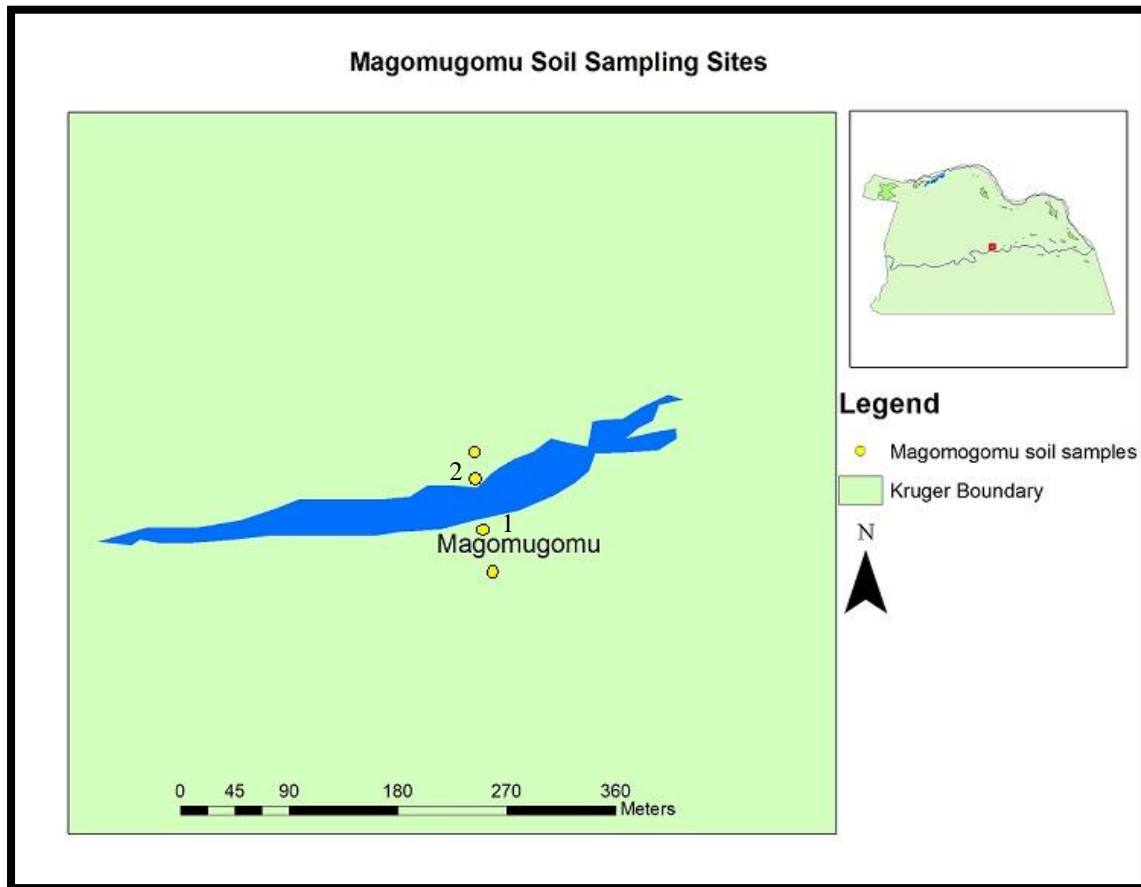 Magomugomu Soil Sampling Sites
Legend
Magomogomu soil samples
Kruger Boundary
N
2
1
Magomugomu
0 45 90 180 270 360
Meters